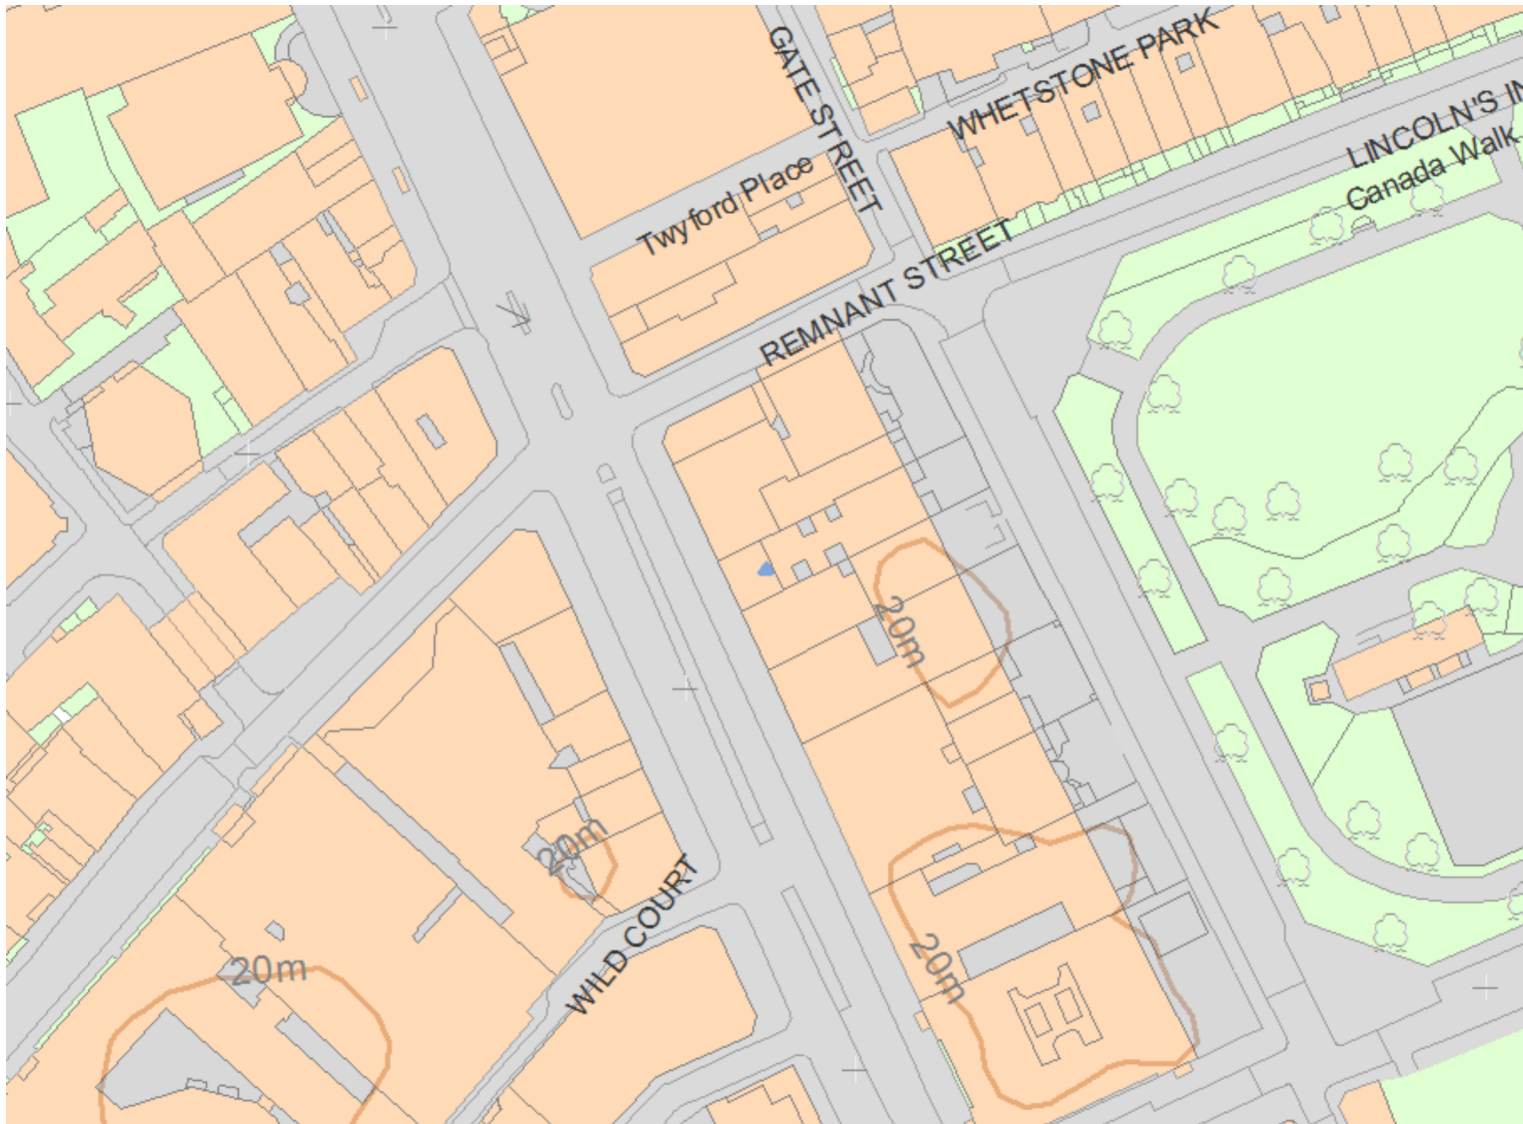 GATE STREET
WHETSTONE PARK
LINCOLN'S IN
Canada Walk
Twyford Place
REMNANT STREET
20m
20m
WILD COURT
20m
20m